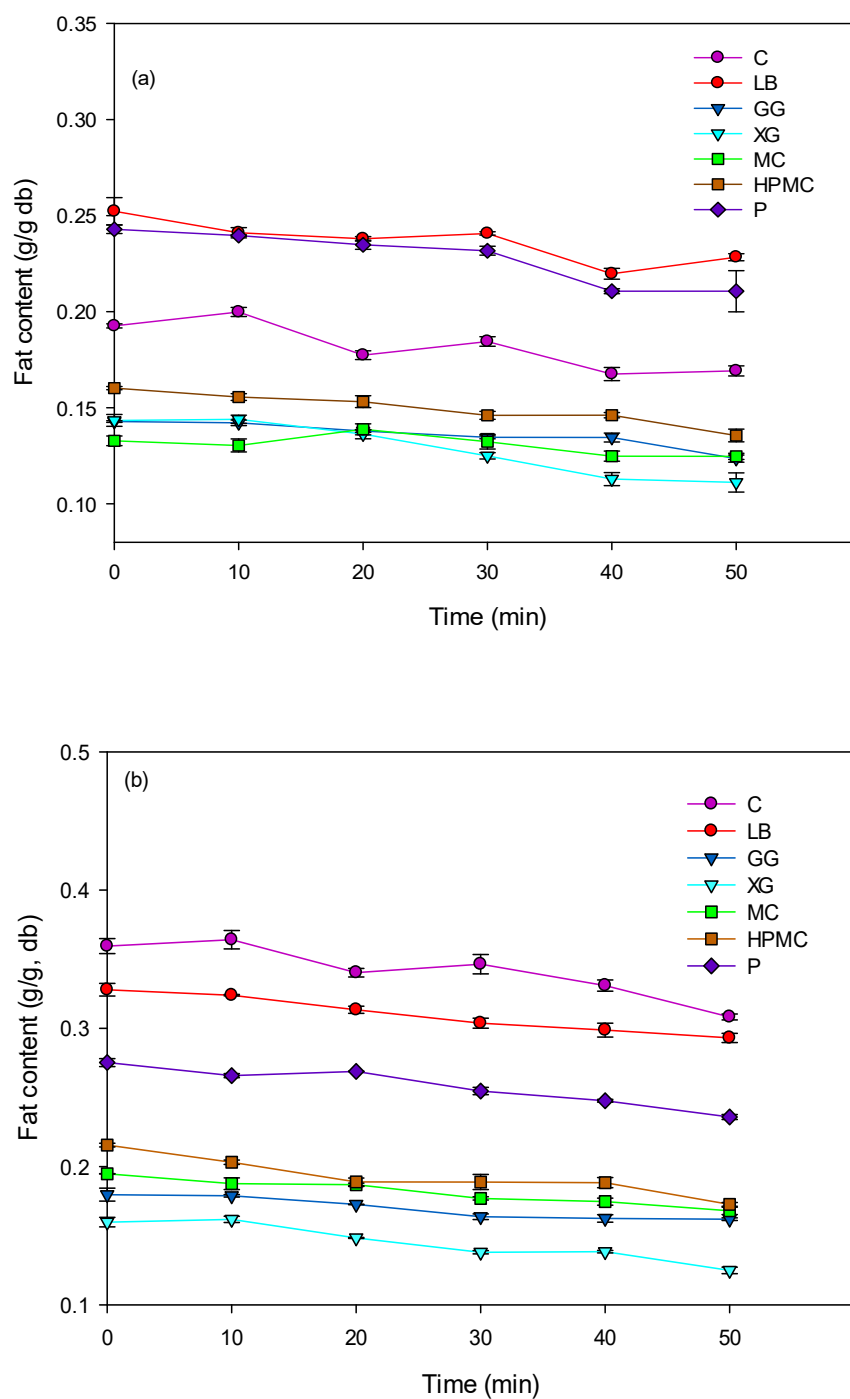 0.35
(a)
C
LB
GG
XG
MC
HPMC
P
0.30
0.25
0.20
0.15
0.10
Fat content (g/g db)
0 10 20 30 40 50
Time (min)
0.5
(b)
C
LB
GG
XG
MC
HPMC
P
0.4
0.3
0.2
0.1
Fat content (g/g, db)
0 10 20 30 40 50
Time (min)